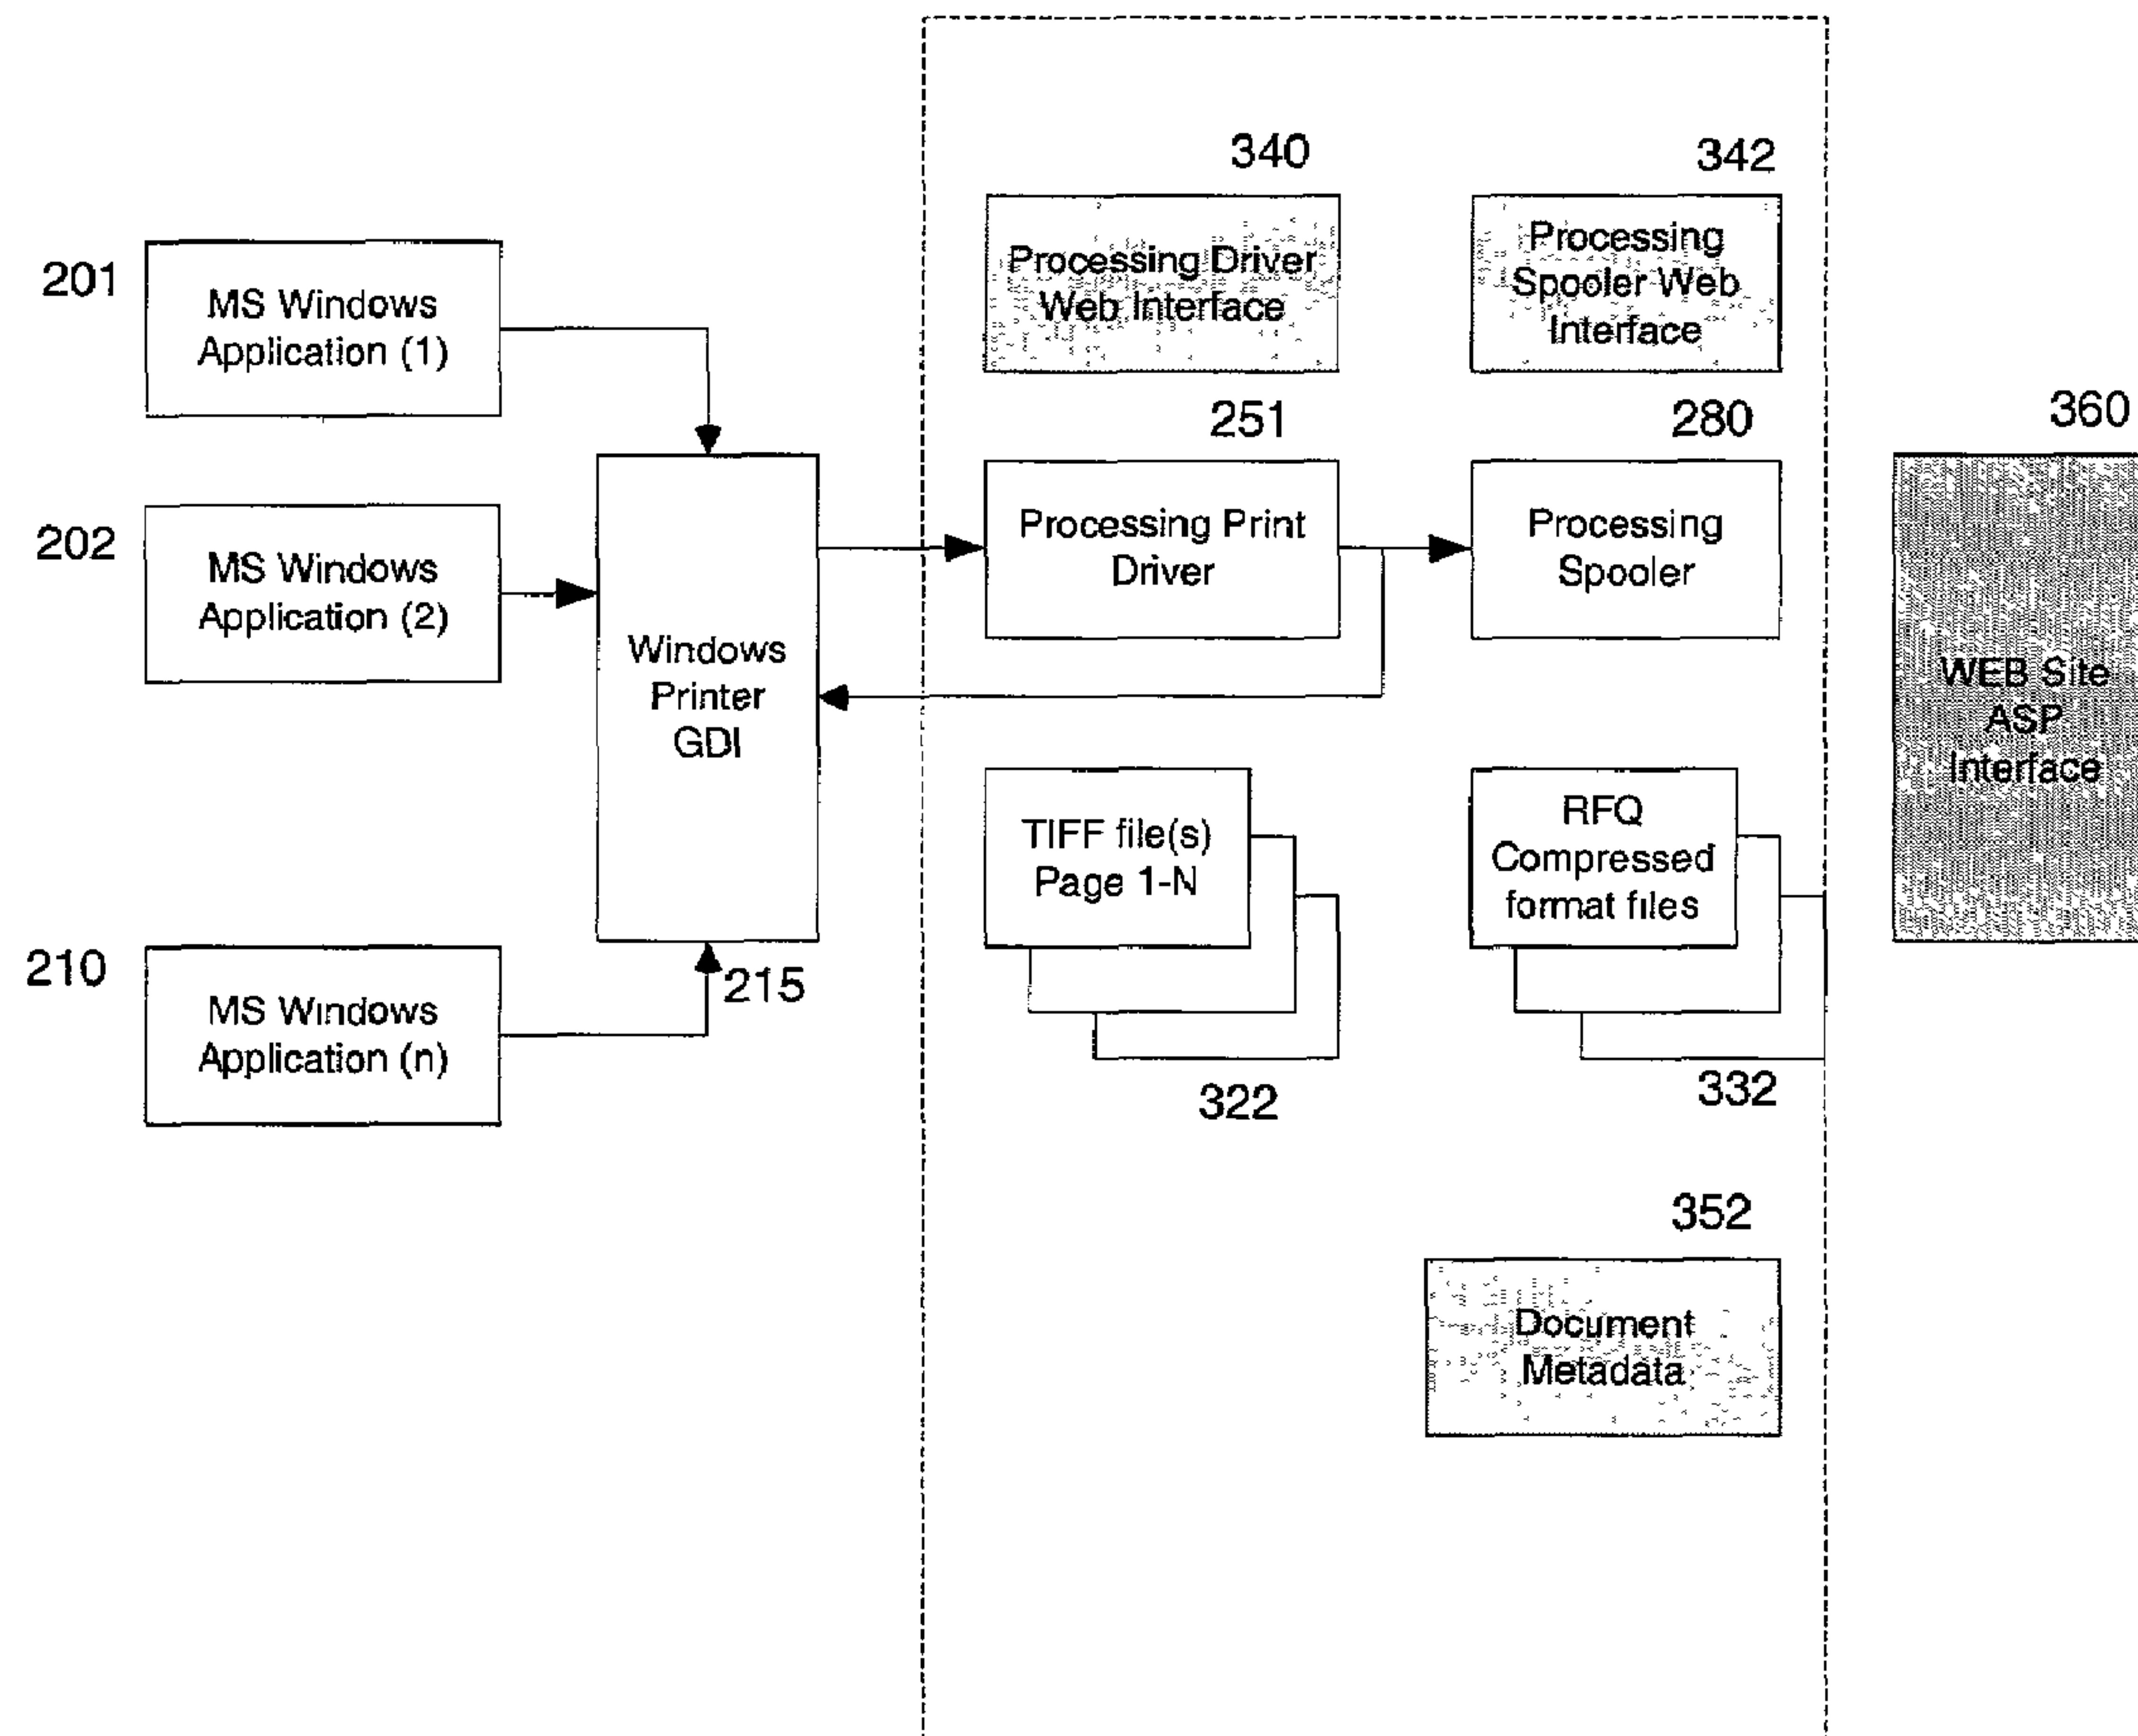 340
342
Processing Driver
Web Interface
Processing
Spooler Web
Interface
201
MS Windows
Application (1)
251
280
360
202
MS Windows
Application (2)
Windows
Printer
GDI
Processing Print
Driver
Processing
Spooler
WEB Site
ASP
Interface
TIFF file(s)
Page 1-N
RFQ
Compressed
format files
210
MS Windows
Application (n)
215
322
332
352
Document
Metadata